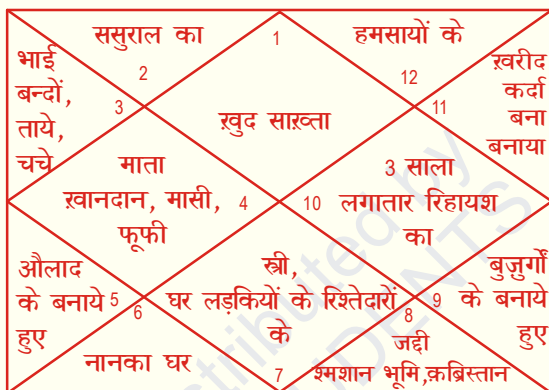 ससुराल का
1
हमसायों के
भाई
बन्दों,
ताये,
चचे
2
3
12
11
ख़रीद
कर्दा
बना
बनाया
ख़ुद साख़्ता
माता
ख़ानदान, मासी,
फूफी
4
10
3 साला
लगातार रिहायश
का
औलाद
के बनाये
हुए
5
6
स्त्री,
घर लड़कियों के रिश्तेदारों
के
7
8
9
बुज़ुर्गों
के बनाये
हुए
नानका घर
जद्दी
श्मशान भूमि,क़ब्रिस्तान